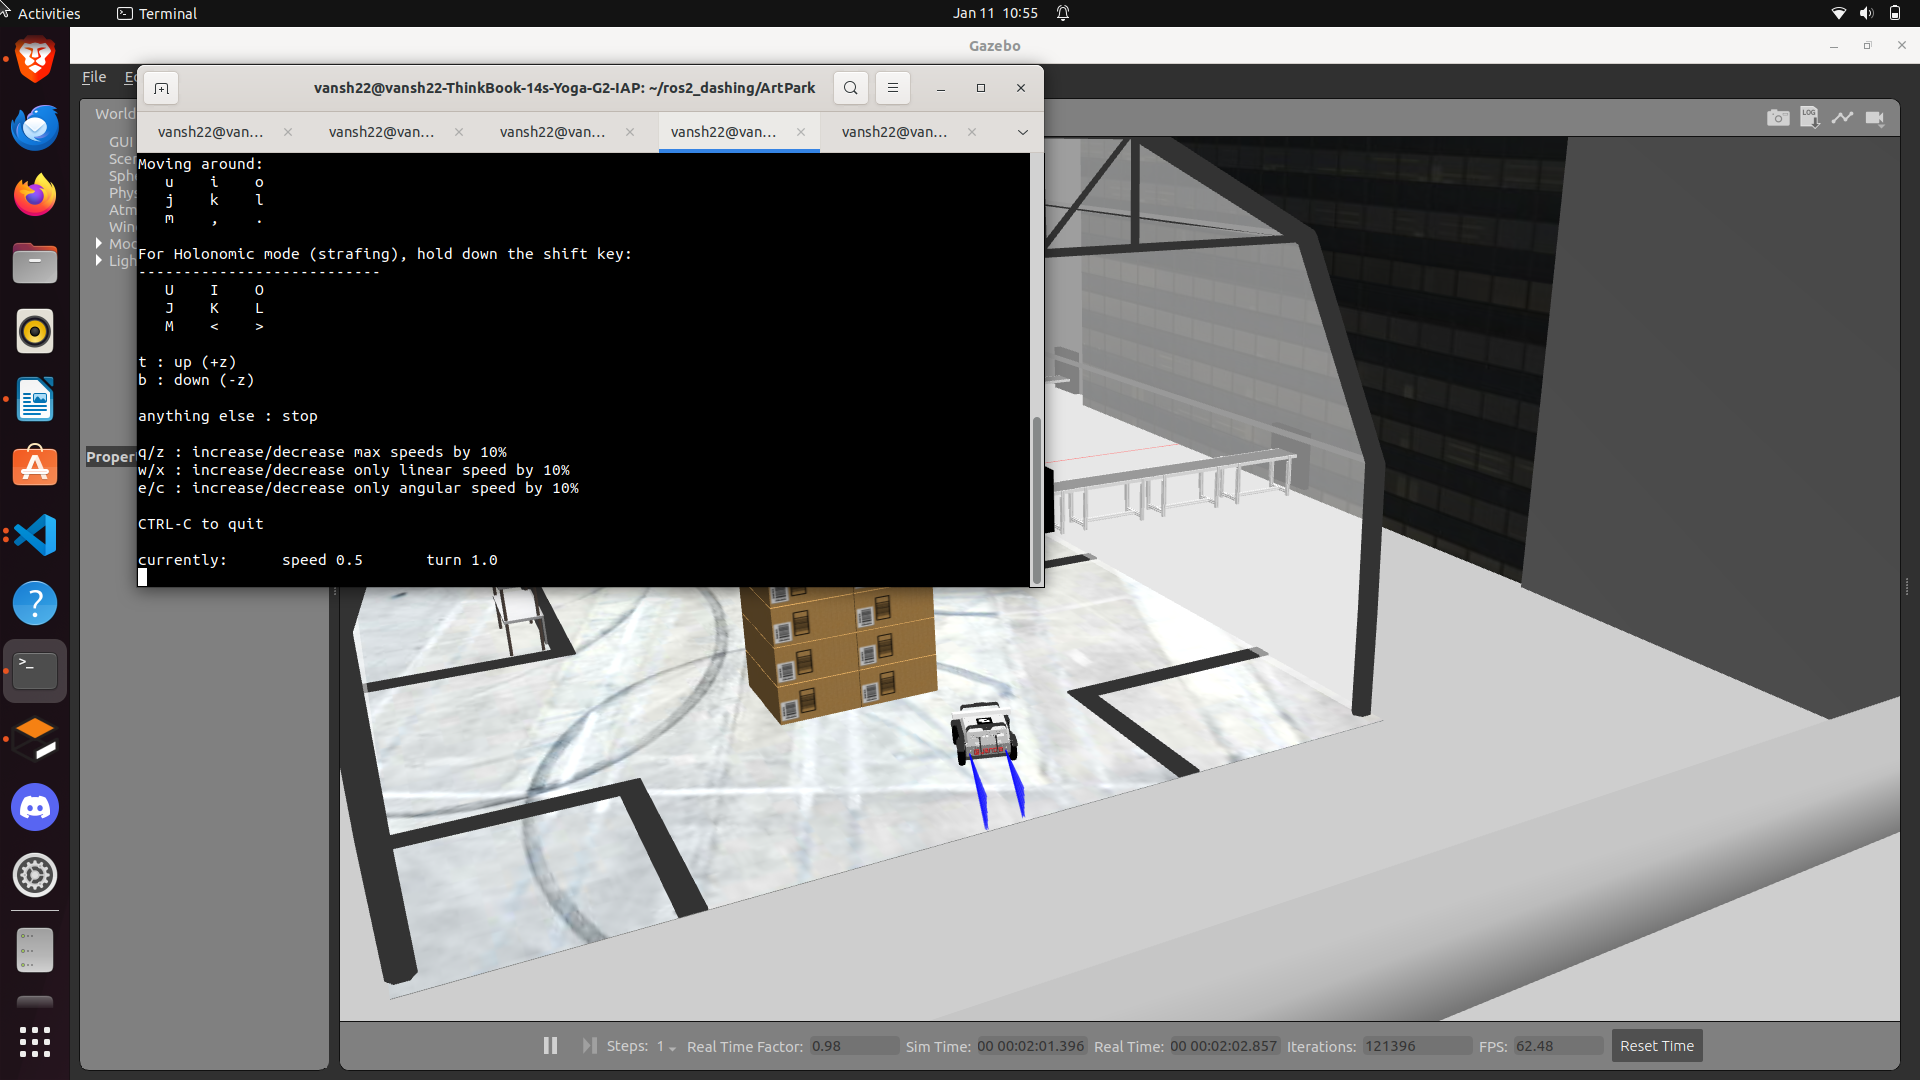 Activities
Terminal
Jan 11 10:55
Gazebo
File
vansh22@vansh22-ThinkBook-14s-Yoga-G2-IAP: ~/ros2_dashing/ArtPark
vansh22@van...
vansh22@van...
vansh22@van...
vansh22@van...
vansh22@van...
World
GUI
Scen
Sph
Phys
Atm
Win
Mod
Ligh
Proper
LOG
Moving around:
u i o
j k l
m , .
For Holonomic mode (strafing), hold down the shift key:
---------------------------
U I O
J K L
M < >
t : up (+z)
b : down (-z)
anything else : stop
q/z : increase/decrease max speeds by 10%
w/x : increase/decrease only linear speed by 10%
e/c : increase/decrease only angular speed by 10%
CTRL-C to quit
currently: speed 0.5 turn 1.0
Steps: 1
Real Time Factor: 0.98
Sim Time: 00 00:02:01.396
Real Time: 00 00:02:02.857
Iterations: 121396
FPS: 62.48
Reset Time